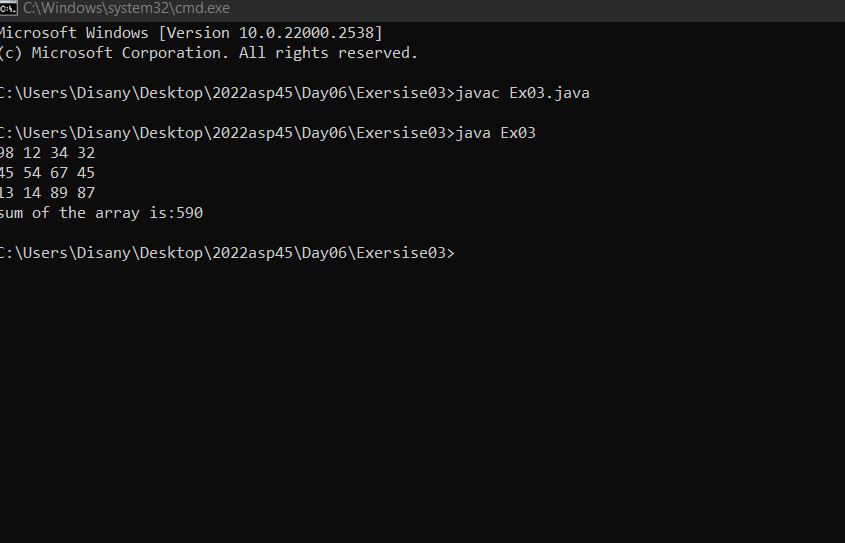 C:\Windows\system32\cmd.exe
Microsoft Windows [Version 10.0.22000.2538]
(c) Microsoft Corporation. All rights reserved.
C:\Users\Disany\Desktop\2022asp45\Day06\Exersise03>javac Ex03.java
C:\Users\Disany\Desktop\2022asp45\Day06\Exersise03>java Ex03
98 12 34 32
45 54 67 45
13 14 89 87
sum of the array is:590
C:\Users\Disany\Desktop\2022asp45\Day06\Exersise03>